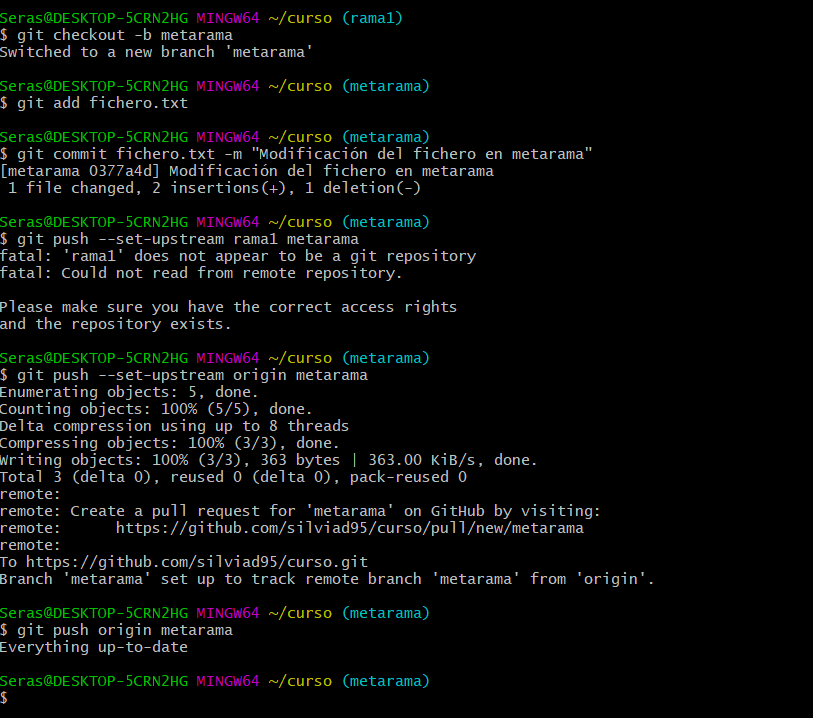 Seras@DESKTOP-5CRN2HG MINGW64 ~/curso (rama1)
$ git checkout -b metarama
Switched to a new branch 'metarama'
Seras@DESKTOP-5CRN2HG MINGW64 ~/curso (metarama)
$ git add fichero.txt
Seras@DESKTOP-5CRN2HG MINGW64 ~/curso (metarama)
$ git commit fichero.txt -m "Modificación del fichero en metarama"
[metarama 0377a4d] Modificación del fichero en metarama
1 file changed, 2 insertions(+), 1 deletion(-)
Seras@DESKTOP-5CRN2HG MINGW64 ~/curso (metarama)
$ git push --set-upstream rama1 metarama
fatal: 'rama1' does not appear to be a git repository
fatal: Could not read from remote repository.
Please make sure you have the correct access rights
and the repository exists.
Seras@DESKTOP-5CRN2HG MINGW64 ~/curso (metarama)
$ git push --set-upstream origin metarama
Enumerating objects: 5, done.
Counting objects: 100% (5/5), done.
Delta compression using up to 8 threads
Compressing objects: 100% (3/3), done.
Writing objects: 100% (3/3), 363 bytes | 363.00 KiB/s, done.
Total 3 (delta 0), reused 0 (delta 0), pack-reused 0
remote:
remote: Create a pull request for 'metarama' on GitHub by visiting:
remote:      https://github.com/silviad95/curso/pull/new/metarama
remote:
To https://github.com/silviad95/curso.git
Branch 'metarama' set up to track remote branch 'metarama' from 'origin'.
Seras@DESKTOP-5CRN2HG MINGW64 ~/curso (metarama)
$ git push origin metarama
Everything up-to-date
Seras@DESKTOP-5CRN2HG MINGW64 ~/curso (metarama)
$